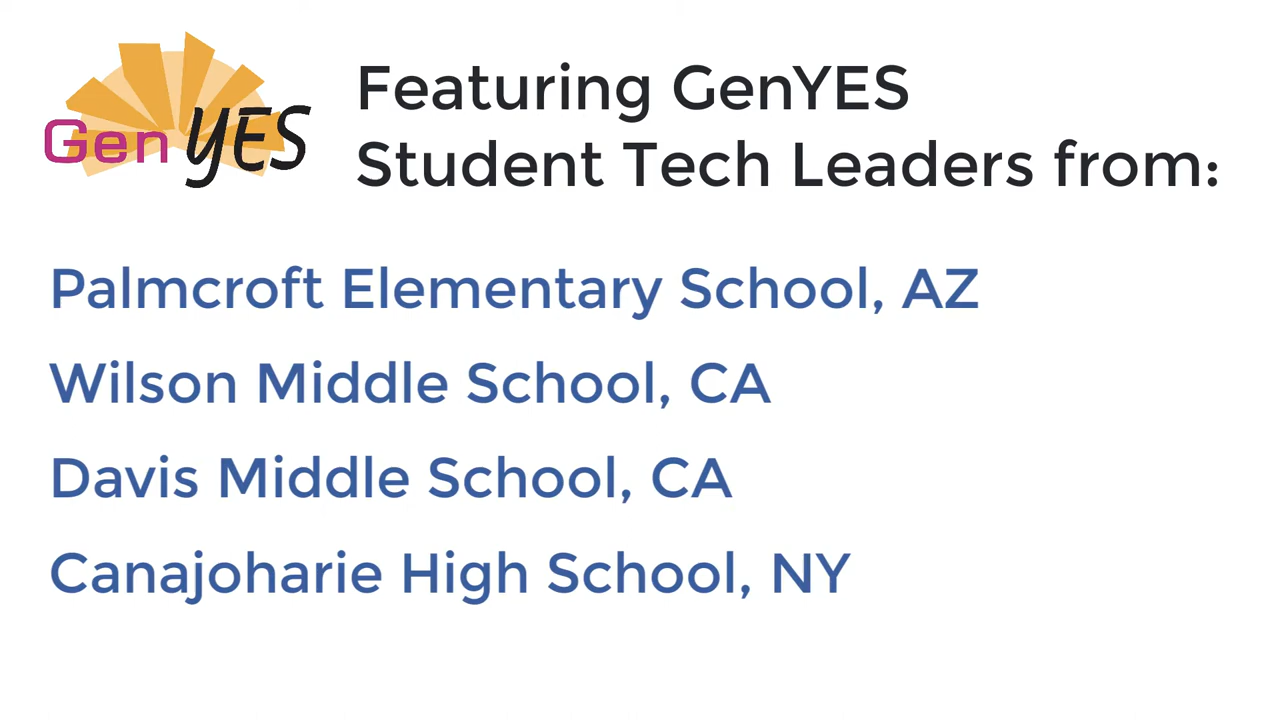 GenYES
Featuring GenYES
Student Tech Leaders from:
Palmcroft Elementary School, AZ
Wilson Middle School, CA
Davis Middle School, CA
Canajoharie High School, NY